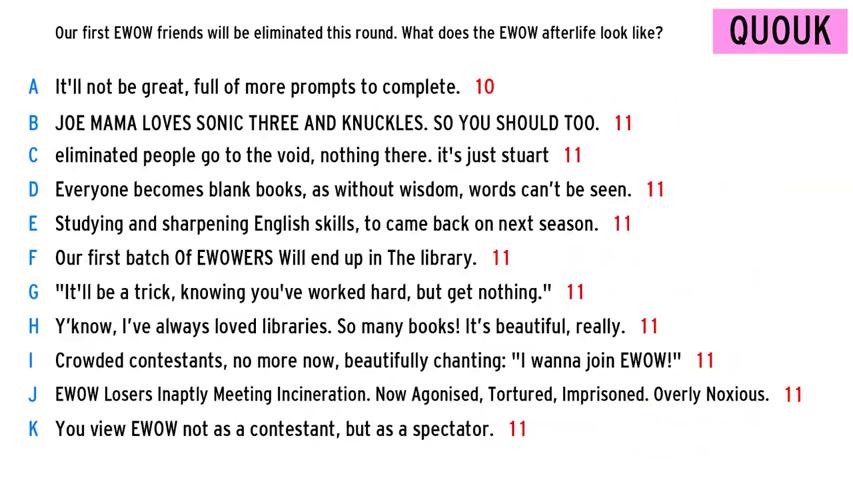 Our first EWOW friends will be eliminated this round. What does the EWOW afterlife look like?
QUOUK
A It'll not be great, full of more prompts to complete. 10
B JOE MAMA LOVES SONIC THREE AND KNUCKLES. SO YOU SHOULD TOO. 11
C eliminated people go to the void, nothing there. it's just stuart 11
D Everyone becomes blank books, as without wisdom, words can’t be seen. 11
E Studying and sharpening English skills, to came back on next season. 11
F Our first batch Of EWOWERS Will end up in The library. 11
G "It'll be a trick, knowing you've worked hard, but get nothing." 11
H Y’know, I’ve always loved libraries. So many books! It’s beautiful, really. 11
I Crowded contestants, no more now, beautifully chanting: "I wanna join EWOW!" 11
J EWOW Losers Inaptly Meeting Incineration. Now Agonised, Tortured, Imprisoned. Overly Noxious. 11
K You view EWOW not as a contestant, but as a spectator. 11